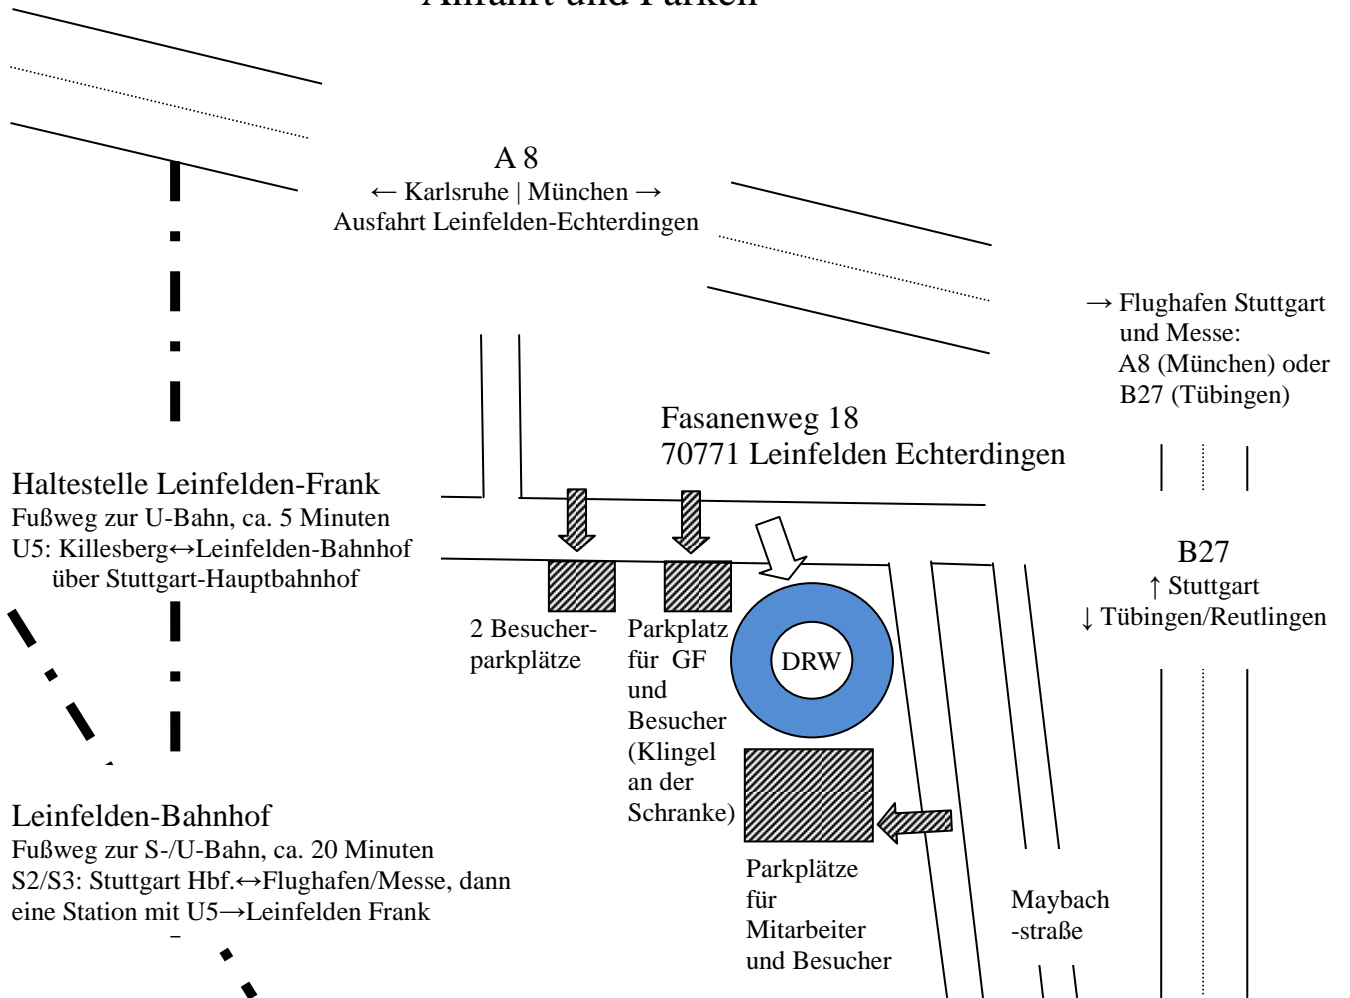 Anfahrt und Parken
A 8
← Karlsruhe | München →
Ausfahrt Leinfelden-Echterdingen
→ Flughafen Stuttgart
und Messe:
A8 (München) oder
B27 (Tübingen)
Fasanenweg 18
70771 Leinfelden Echterdingen
Haltestelle Leinfelden-Frank
Fußweg zur U-Bahn, ca. 5 Minuten
U5: Killesberg↔Leinfelden-Bahnhof
über Stuttgart-Hauptbahnhof
B27
↑ Stuttgart
↓ Tübingen/Reutlingen
2 Besucher-
parkplätze
Parkplatz
für GF
und
Besucher
(Klingel
an der
Schranke)
DRW
Leinfelden-Bahnhof
Fußweg zur S-/U-Bahn, ca. 20 Minuten
S2/S3: Stuttgart Hbf.↔Flughafen/Messe, dann
eine Station mit U5→Leinfelden Frank
Parkplätze
für
Mitarbeiter
und Besucher
Maybach
-straße